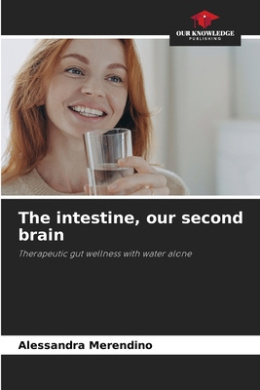 OUR KNOWLEDGE
PUBLISHING
The intestine, our second
brain
Therapeutic gut wellness with water alone
Alessandra Merendino